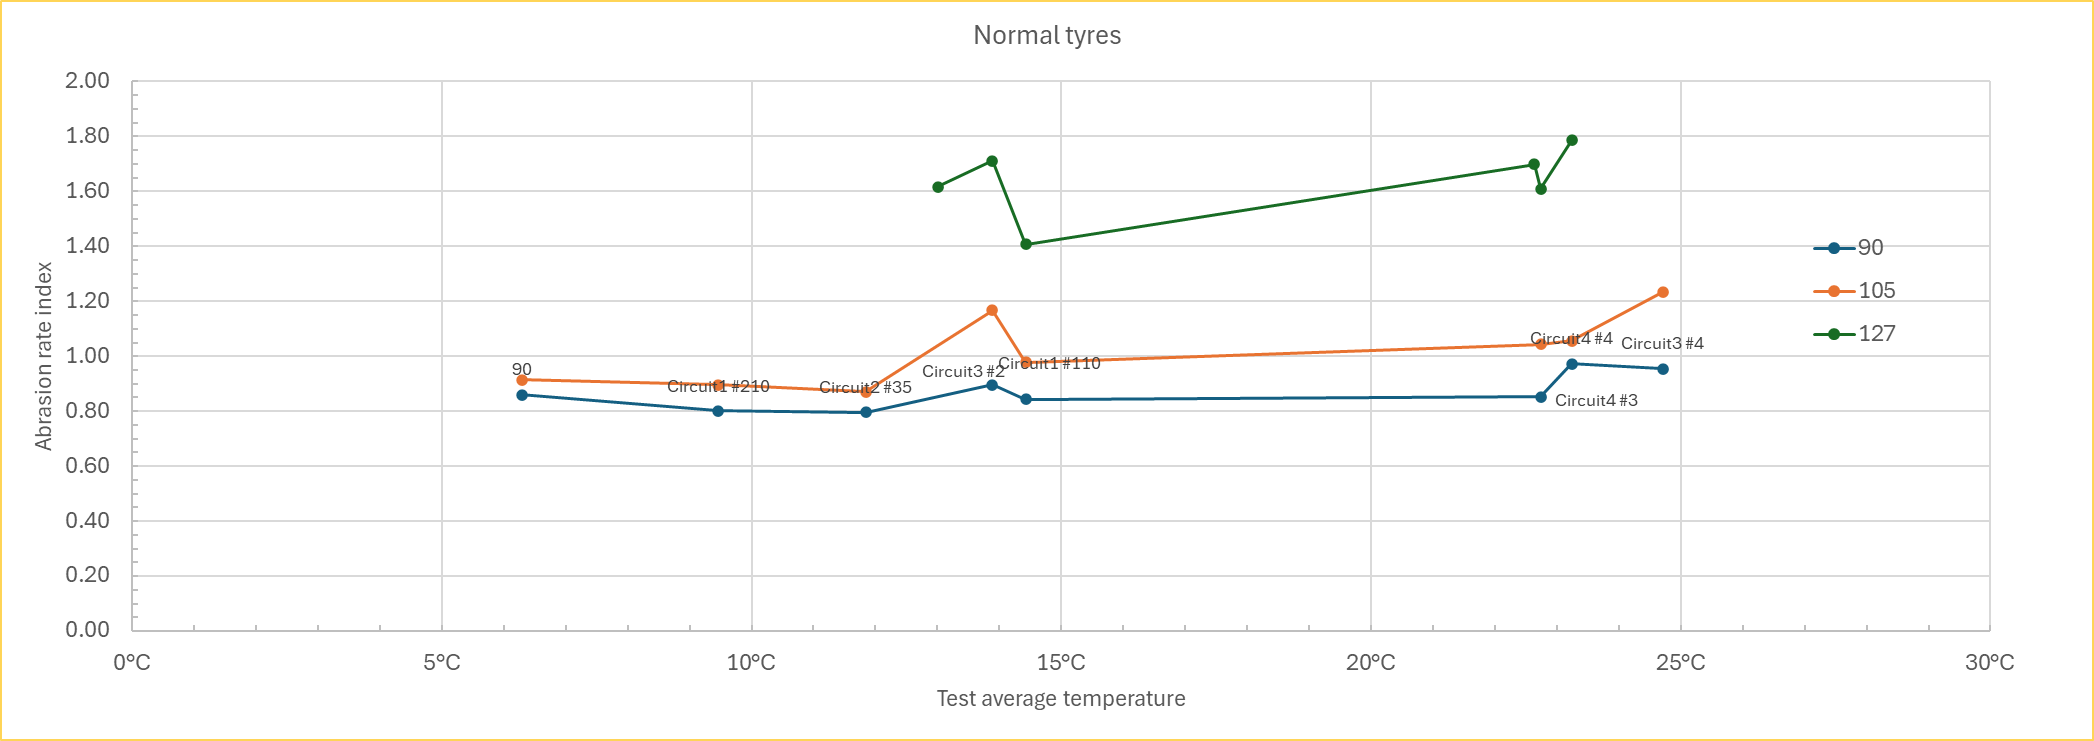 Normal tyres
2.00
1.80
1.60
1.40
1.20
1.00
0.80
0.60
0.40
0.20
0.00
Abrasion rate index
90
105
127
Circuit4 #4
Circuit3 #4
Circuit1 #110
90
Circuit3 #2
Circuit1 #210
Circuit2 #35
Circuit4 #3
0°C
5°C
10°C
15°C
20°C
25°C
30°C
Test average temperature